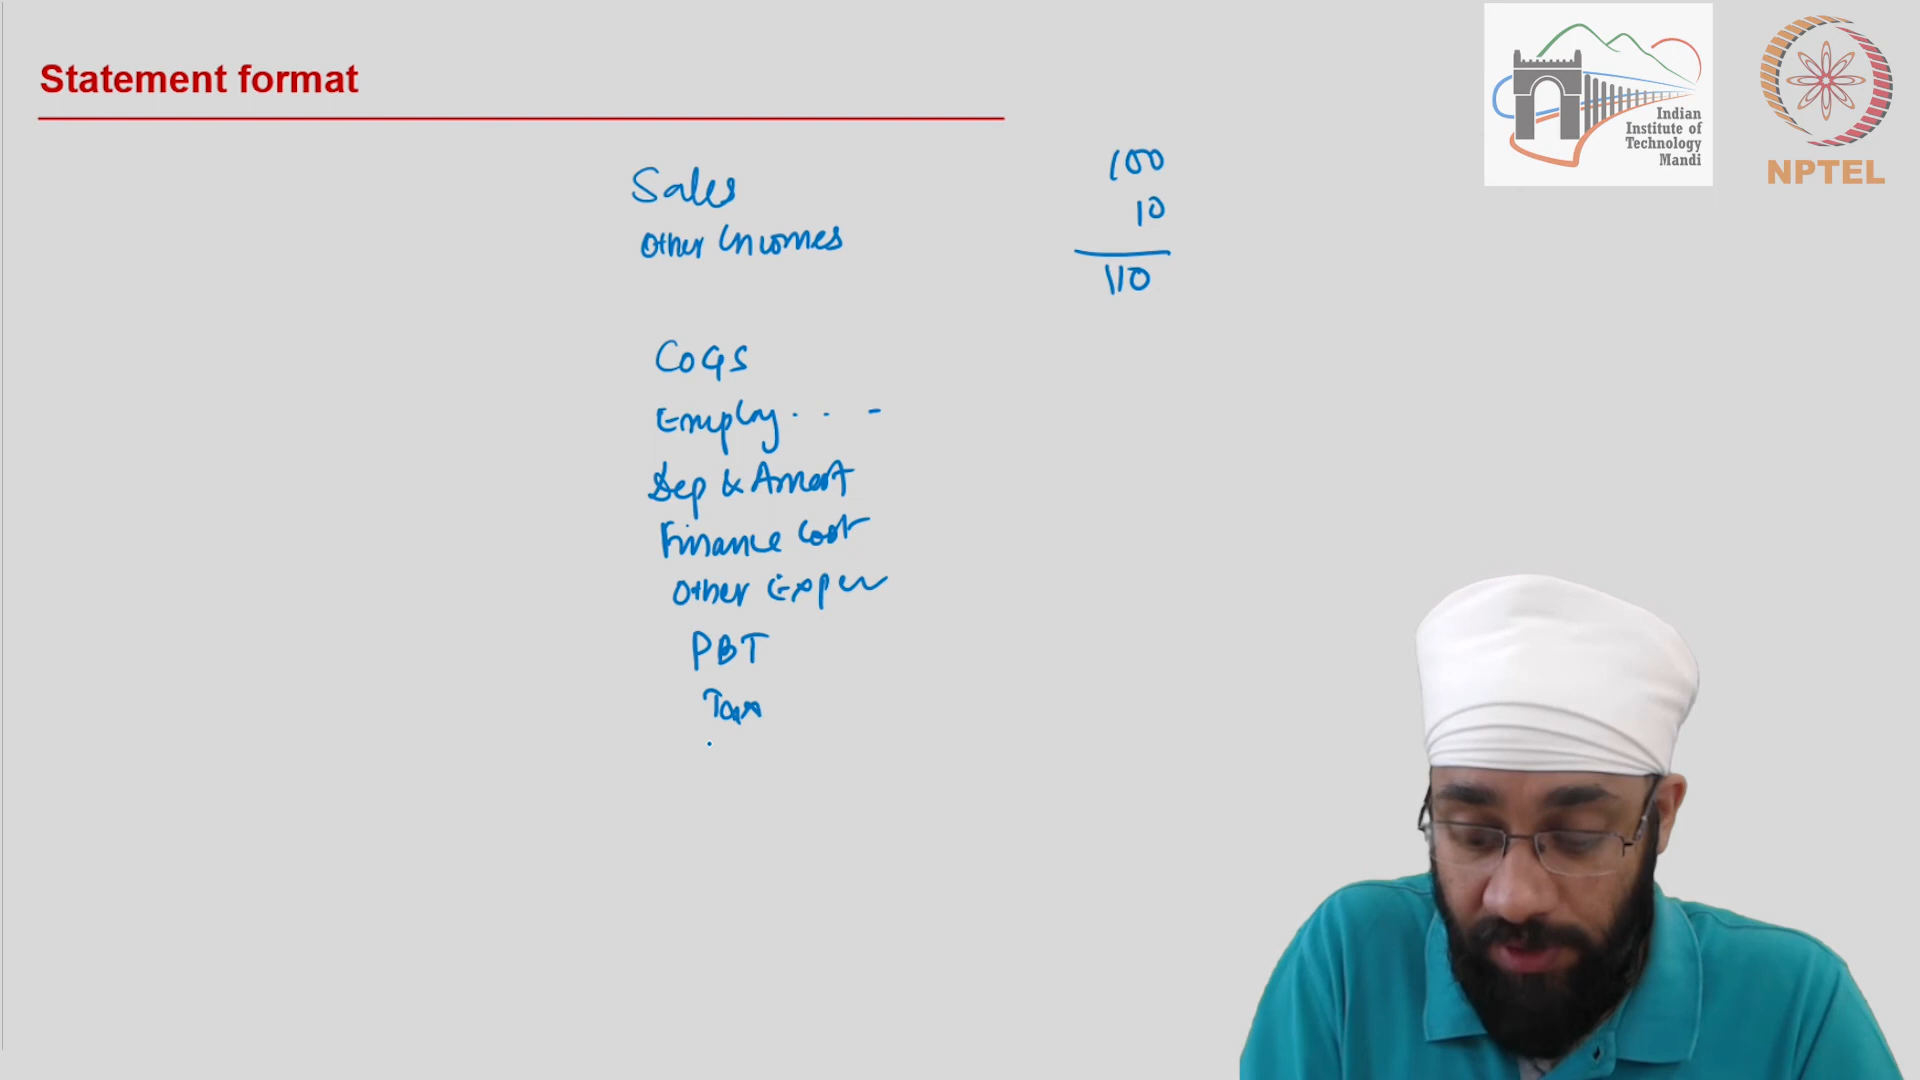 Statement format
Indian
Institute of
Technology
Mandi
NPTEL
Sales 100
Other Incomes 10
110
COGS
Employ . . -
Dep & Amort
Finance Cost
Other Expen
PBT
Tax